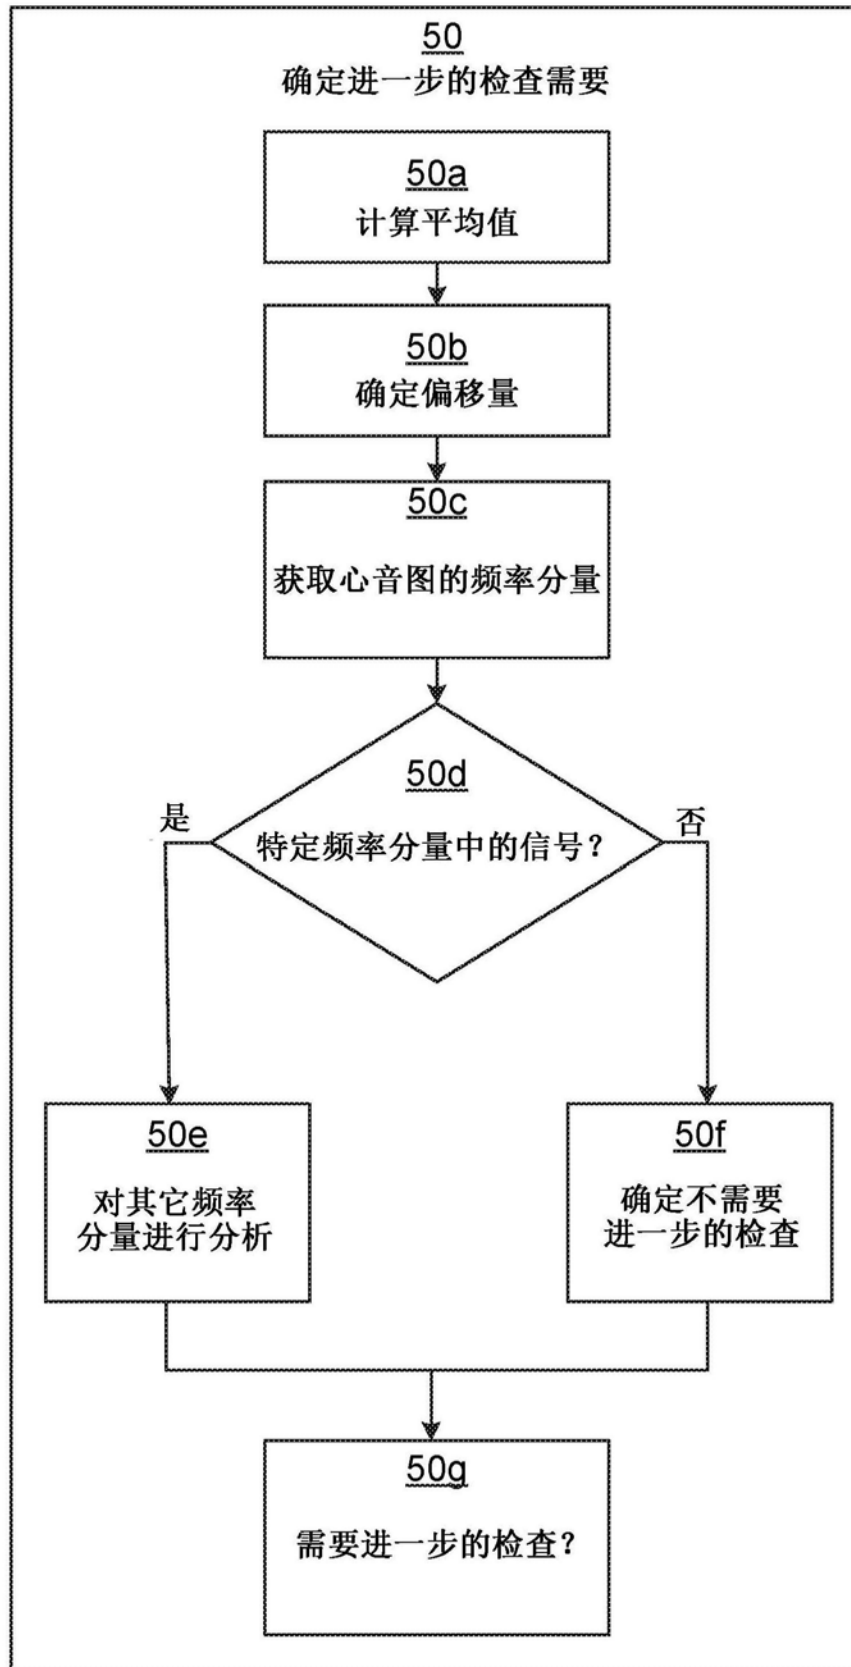 50
确定进一步的检查需要
50a
计算平均值
50b
确定偏移量
50c
获取心音图的频率分量
50d
特定频率分量中的信号？
是
否
50e
对其它频率
分量进行分析
50f
确定不需要
进一步的检查
50g
需要进一步的检查？